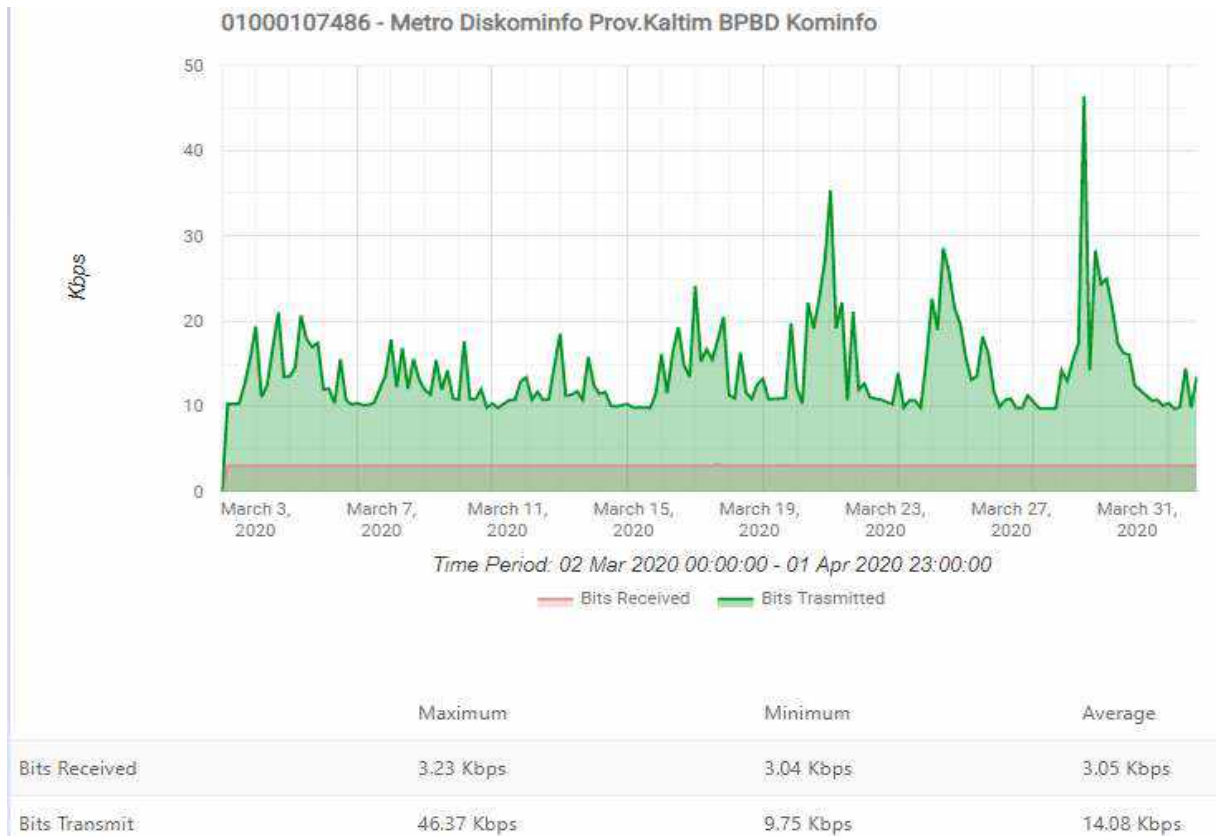 01000107486 - Metro Diskominfo Prov.Kaltim BPBD Kominfo
50
40
30
20
10
0
Kbps
March 3, 2020
March 7, 2020
March 11, 2020
March 15, 2020
March 19, 2020
March 23, 2020
March 27, 2020
March 31, 2020
Time Period: 02 Mar 2020 00:00:00 - 01 Apr 2020 23:00:00
Bits Received Bits Trasmitted
Maximum Minimum Average
Bits Received 3.23 Kbps 3.04 Kbps 3.05 Kbps
Bits Transmit 46.37 Kbps 9.75 Kbps 14.08 Kbps